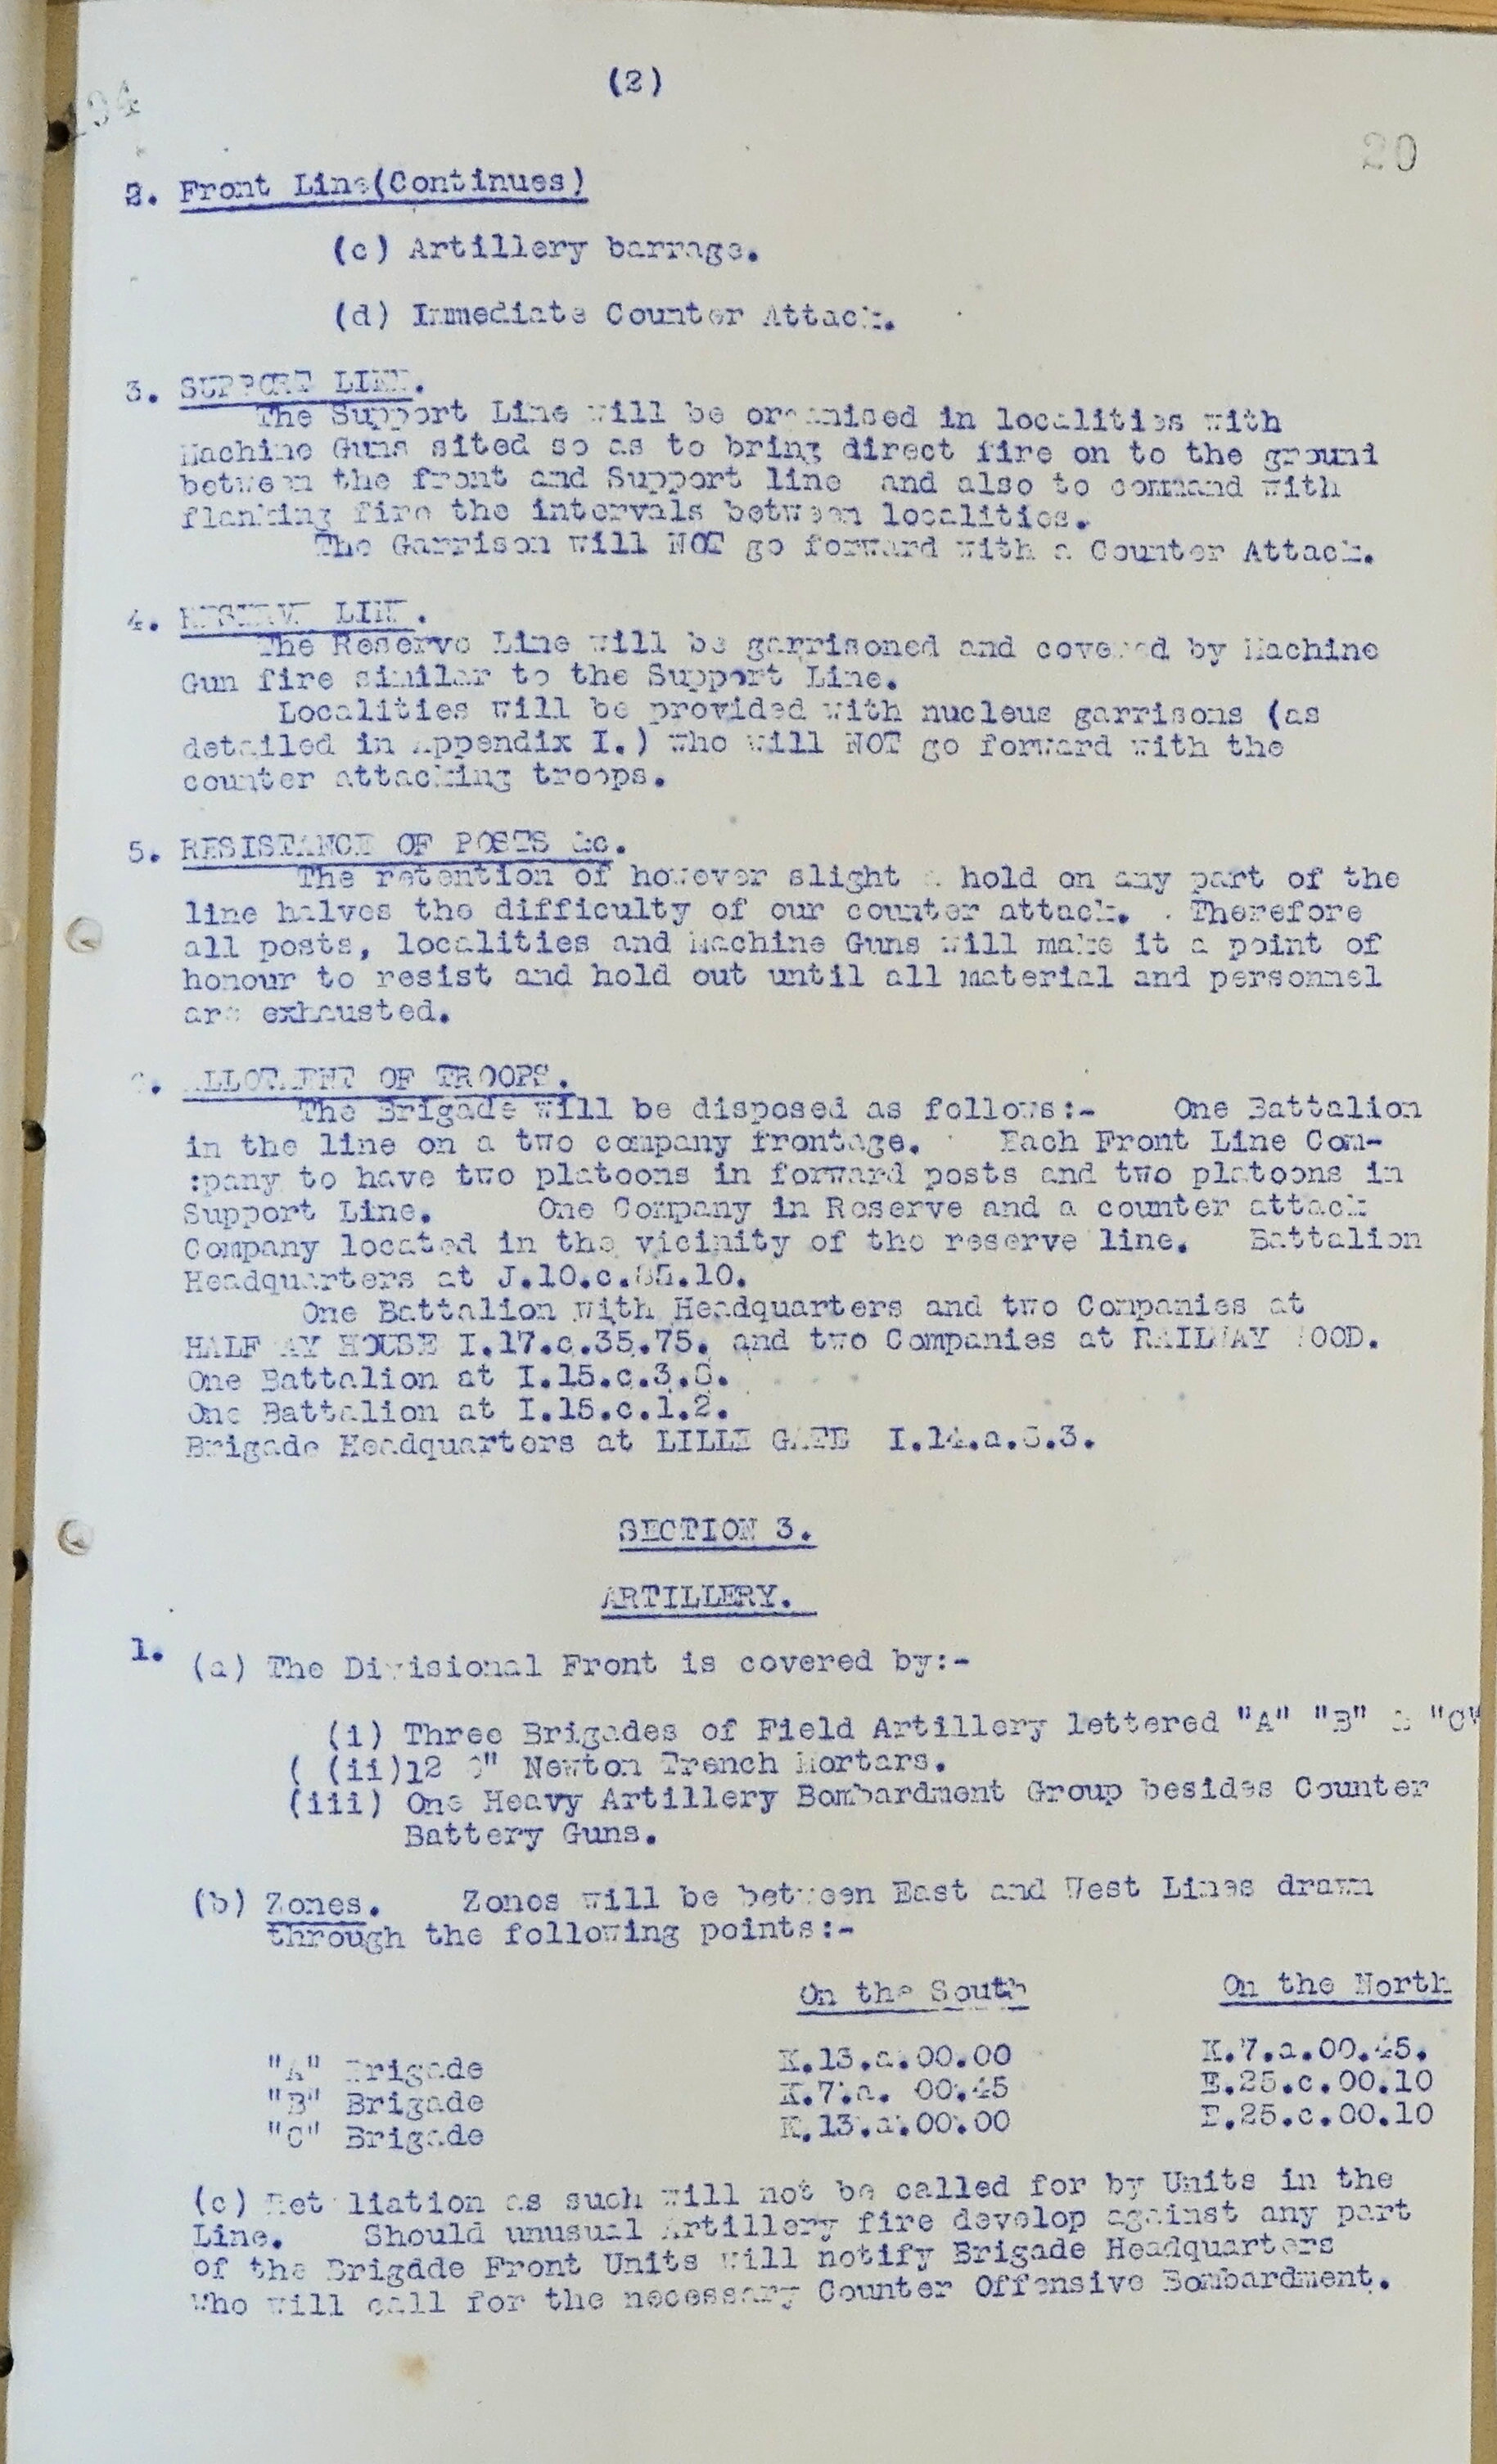 (2)
194
20
2. Front Line(Continues)
(c) Artillery barrage.
(d) Immediate Counter Attack.
3. SUPPORT LINE.
The Support Line will be organised in localities with
Machine Guns sited so as to bring direct fire on to the ground
between the front and Support line and also to command with
flanking fire the intervals between localities.
The Garrison will NOT go forward with a Counter Attack.
4. RESERVE LINE.
The Reserve Line will be garrisoned and covered by Machine
Gun fire similar to the Support Line.
Localities will be provided with nucleus garrisons (as
detailed in Appendix I.) who will NOT go forward with the
counter attacking troops.
5. RESISTANCE OF POSTS &c.
The retention of however slight a hold on any part of the
line halves the difficulty of our counter attack. Therefore
all posts, localities and Machine Guns will make it a point of
honour to resist and hold out until all material and personnel
are exhausted.
6. ALLOTMENT OF TROOPS.
The Brigade will be disposed as follows:- One Battalion
in the line on a two company frontage. Each Front Line Com-
:pany to have two platoons in forward posts and two platoons in
Support Line. One Company in Reserve and a counter attack
Company located in the vicinity of the reserve line. Battalion
Headquarters at
One Battalion with Headquarters and two Companies at
HALF WAY HOUSE I.17.c.35.75. and two Companies at RAILWAY WOOD.
One Battalion at
One Battalion at I.15.c.1.2.
Brigade Headquarters at LILLE GATE
SECTION 3.
ARTILLERY.
1. (a) The Divisional Front is covered by:-
(i) Three Brigades of Field Artillery lettered "A" "B" & "C"
( (ii)12 6" Newton Trench Mortars.
(iii) One Heavy Artillery Bombardment Group besides Counter
Battery Guns.
(b) Zones. Zones will be between East and West Lines drawn
through the following points:-
On the South On the North
"A" Brigade K.13.a.00.00 K.7.a.00.45.
"B" Brigade K.7.a. 00.45 E.25.c.00.10
"C" Brigade K.13.a.00.00 E.25.c.00.10
(c) Retaliation as such will not be called for by Units in the
Line. Should unusual Artillery fire develop against any part
of the Brigade Front Units will notify Brigade Headquarters
who will call for the necessary Counter Offensive Bombardment.